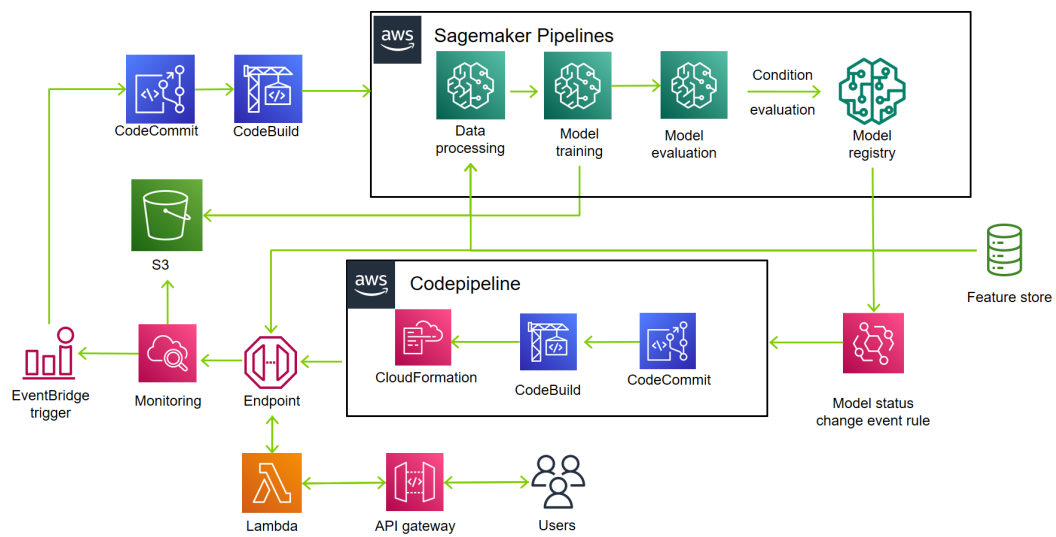 aws
Sagemaker Pipelines
CodeCommit
CodeBuild
Data
processing
Model
training
Model
evaluation
Condition
evaluation
Model
registry
S3
Feature store
aws
Codepipeline
CloudFormation
CodeBuild
CodeCommit
EventBridge
trigger
Monitoring
Endpoint
Model status
change event rule
Lambda
API gateway
Users